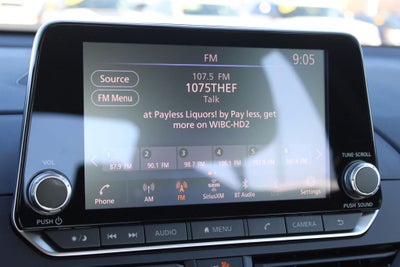 FM
9:05
Source
107.5 FM
1075THEF
FM Menu
Talk
at Payless Liquors! by Pay less, get
more on WIBC-HD2
1 2 3 4
87.9 FM 90.1 FM 98.7 FM
VOL
TUNE·SCROLL
Phone AM FM SiriusXM BT Audio Settings
PUSH
PUSH SOUND
AUDIO MENU CAMERA